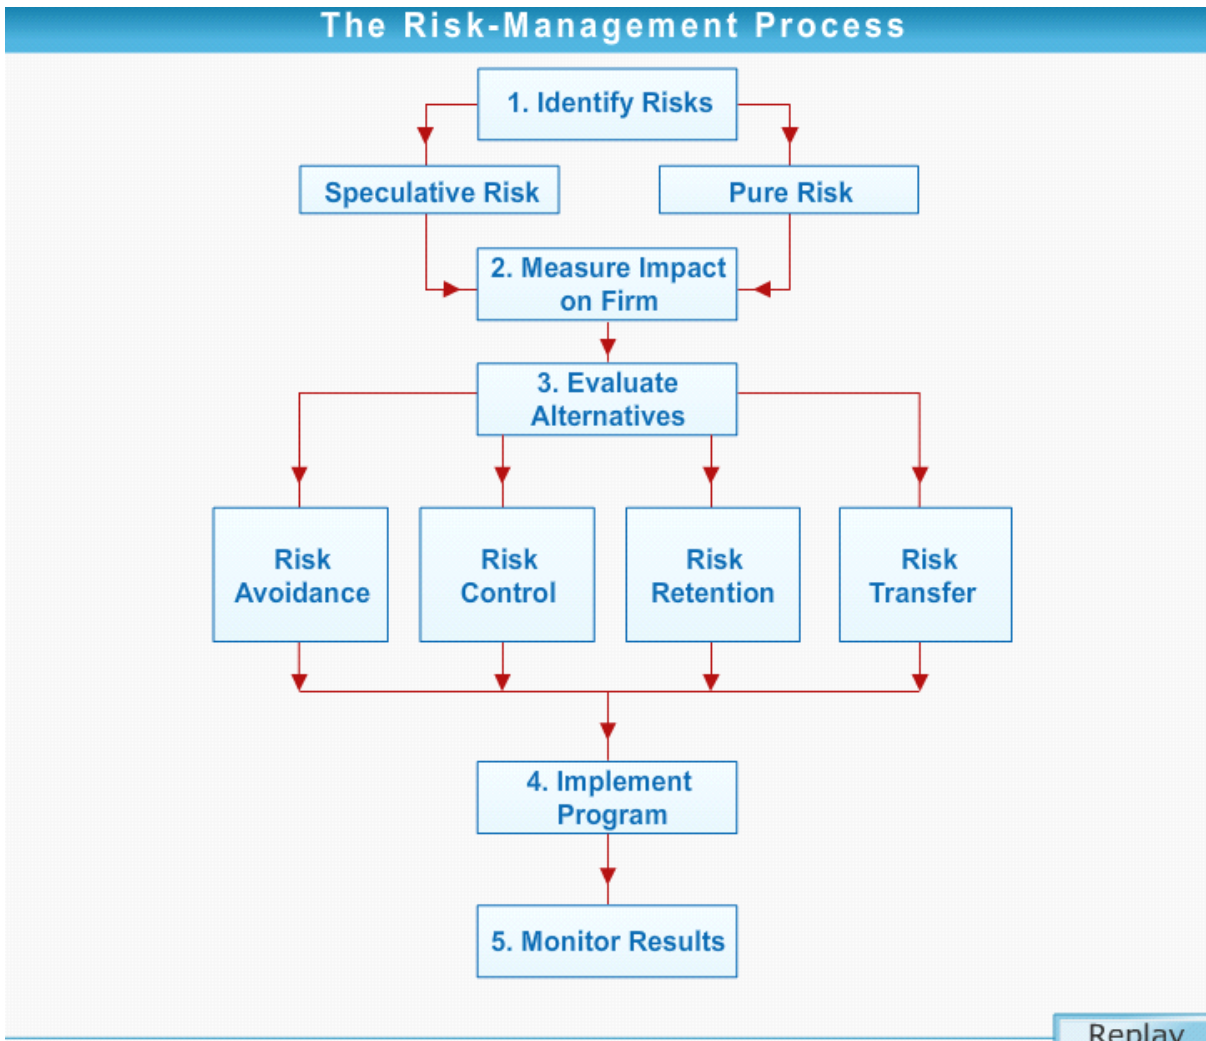 The Risk-Management Process
1. Identify Risks
Speculative Risk
Pure Risk
2. Measure Impact
on Firm
3. Evaluate
Alternatives
Risk
Avoidance
Risk
Control
Risk
Retention
Risk
Transfer
4. Implement
Program
5. Monitor Results
Replay